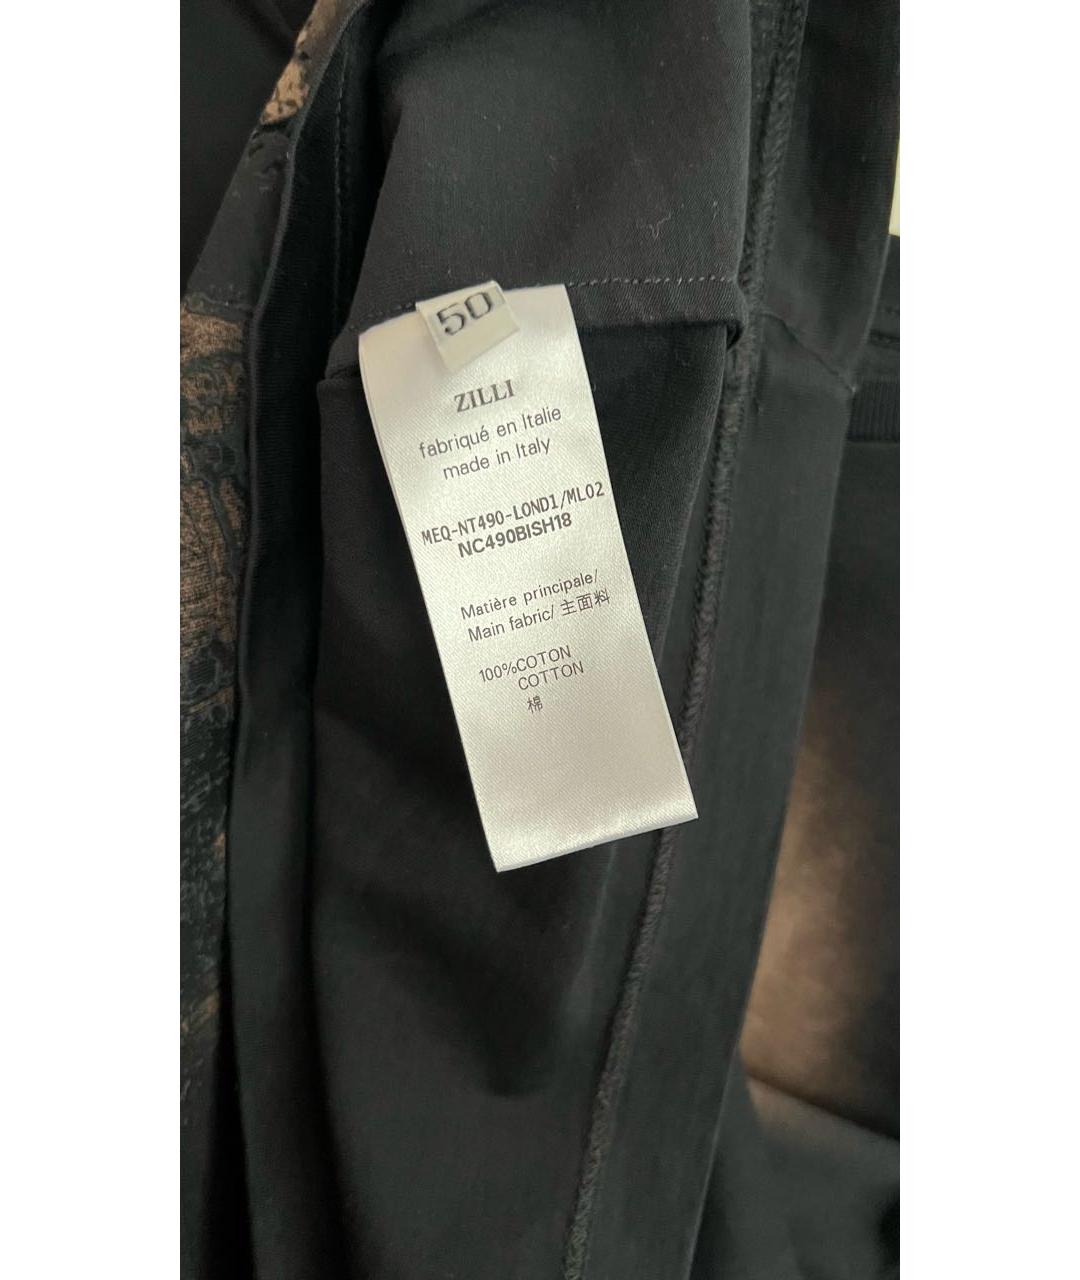 50
ZILLI
fabriqué en Italie
made in Italy
MEQ-NT490-LOND1/ML02
NC490BISH18
Matière principale/
Main fabric/ 主面料
100%COTON
COTTON
棉